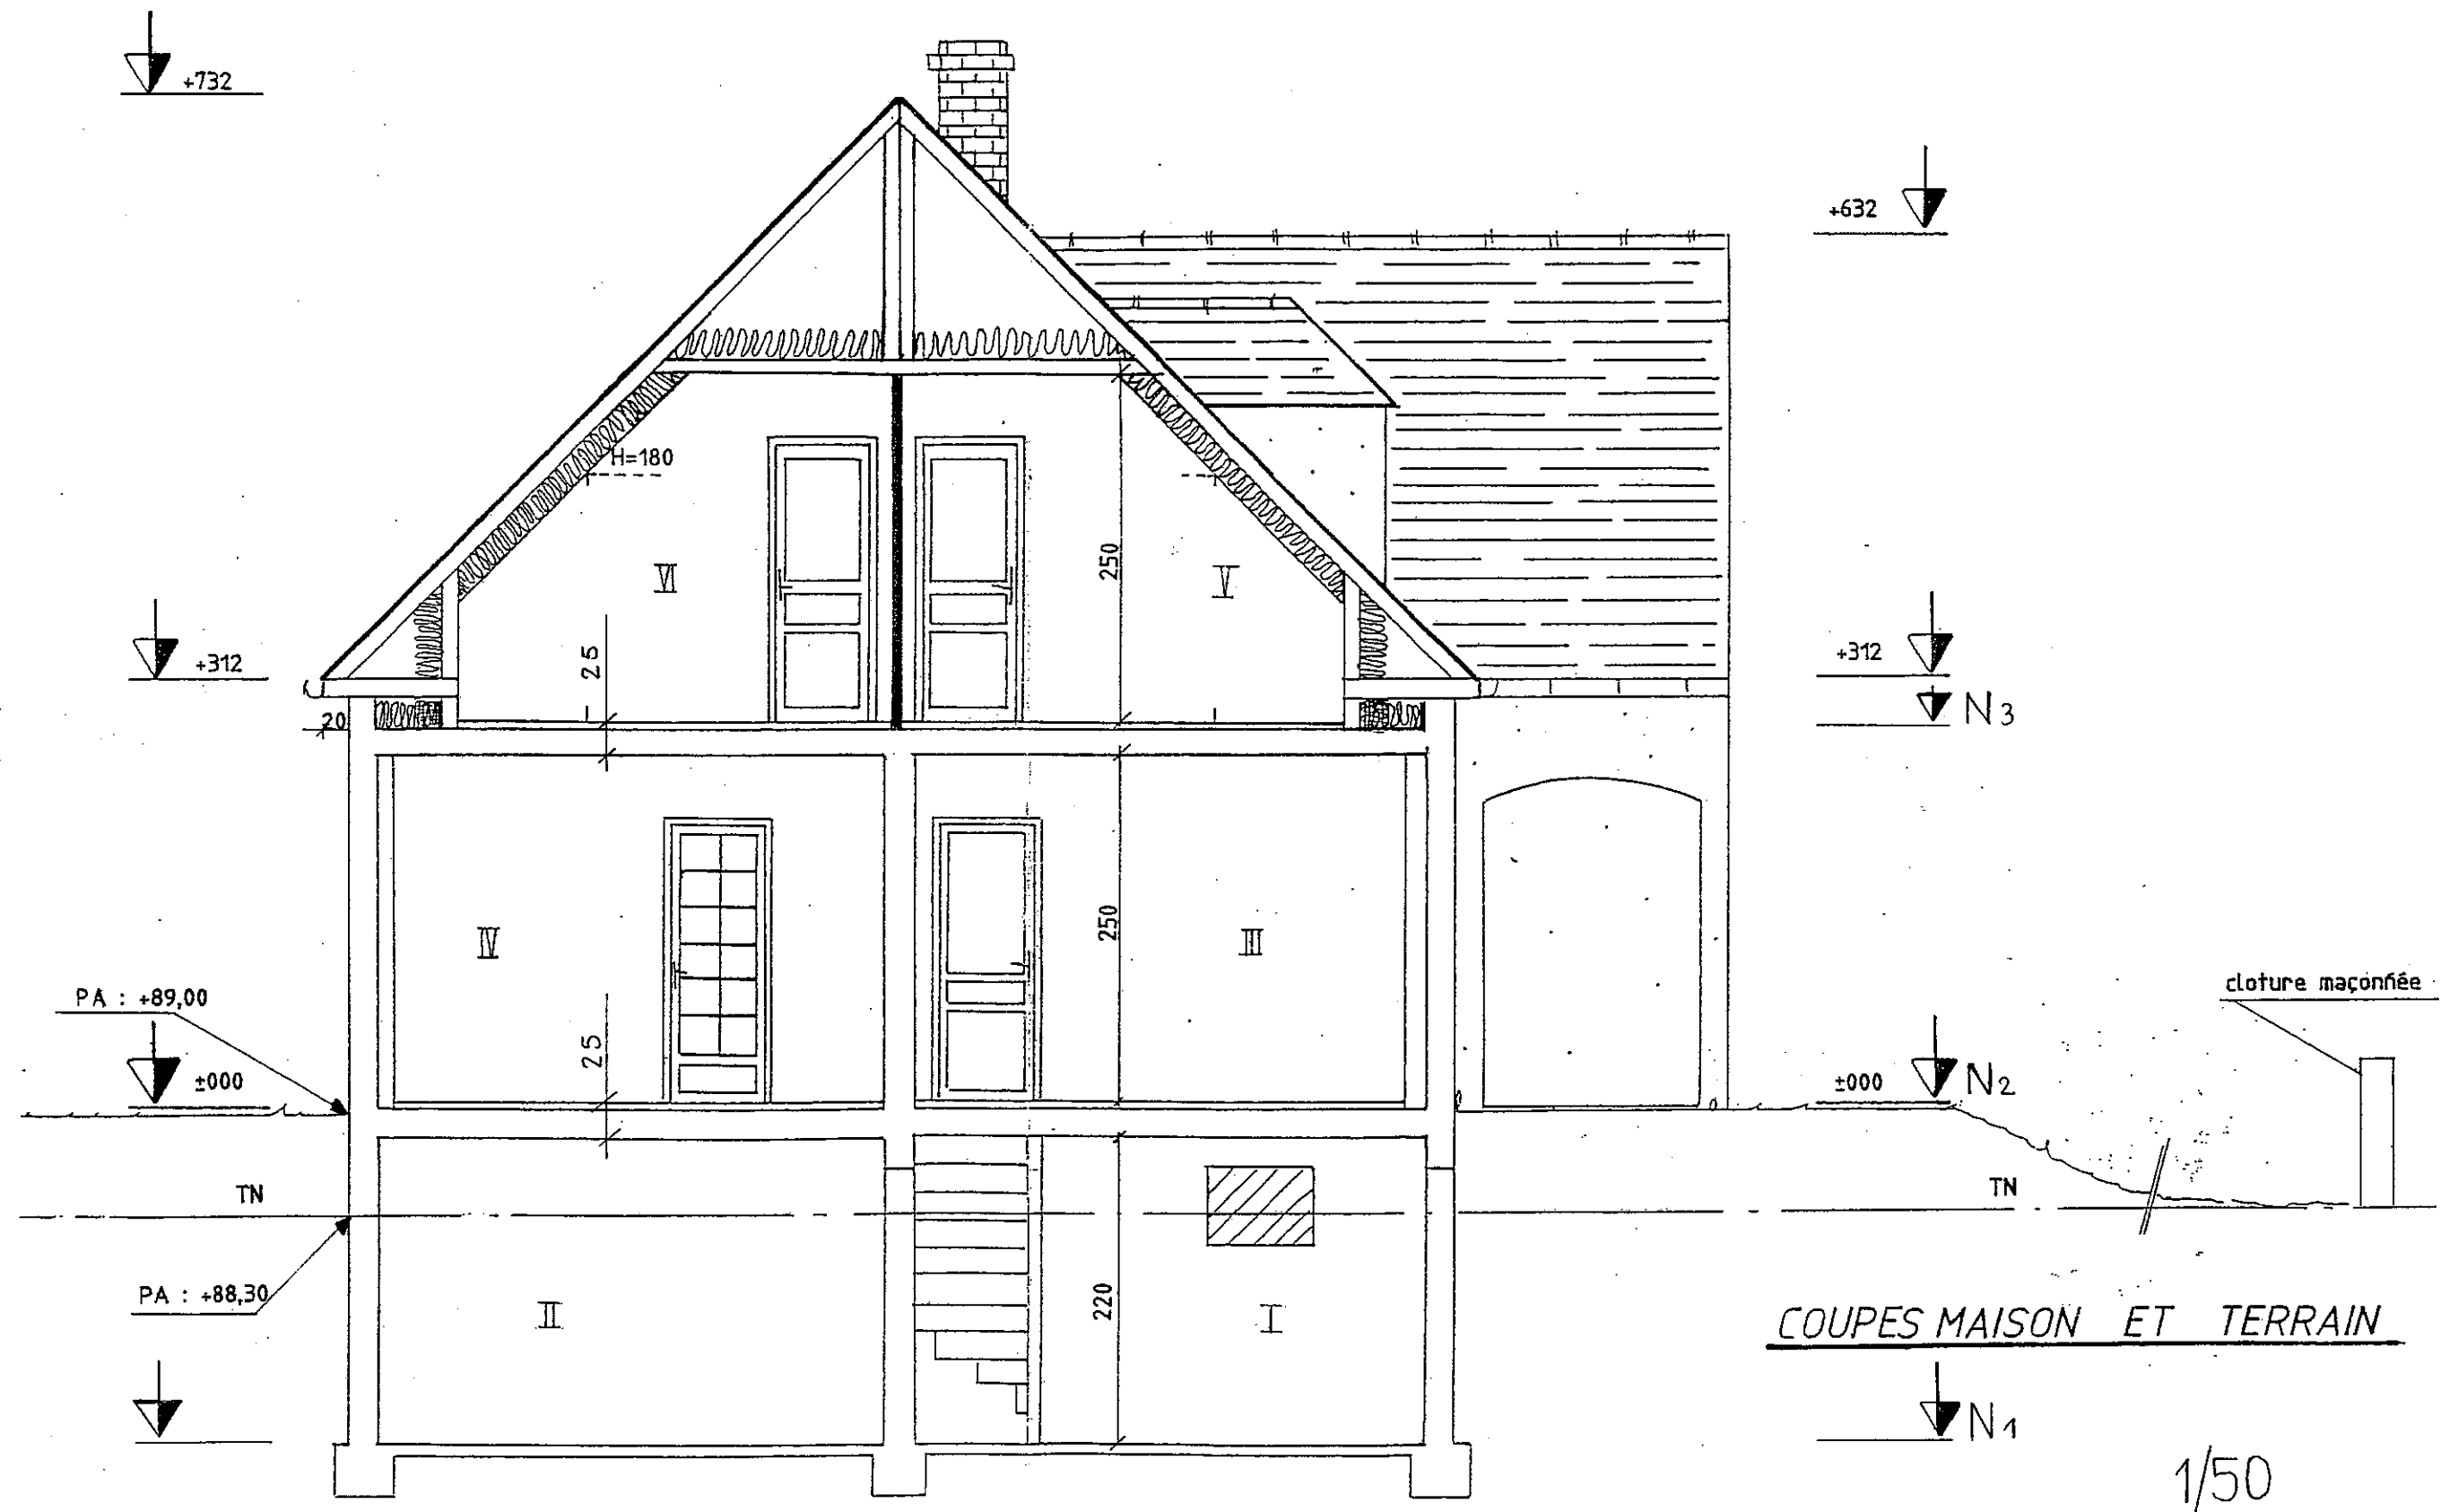 +732
+632
H=180
VI
250
V
25
+312
+312
20
N3
250
IV
III
PA : +89,00
cloture maçonnée
25
±000
±000
N2
TN
TN
PA : +88,30
II
220
I
COUPES MAISON ET TERRAIN
N1
1/50